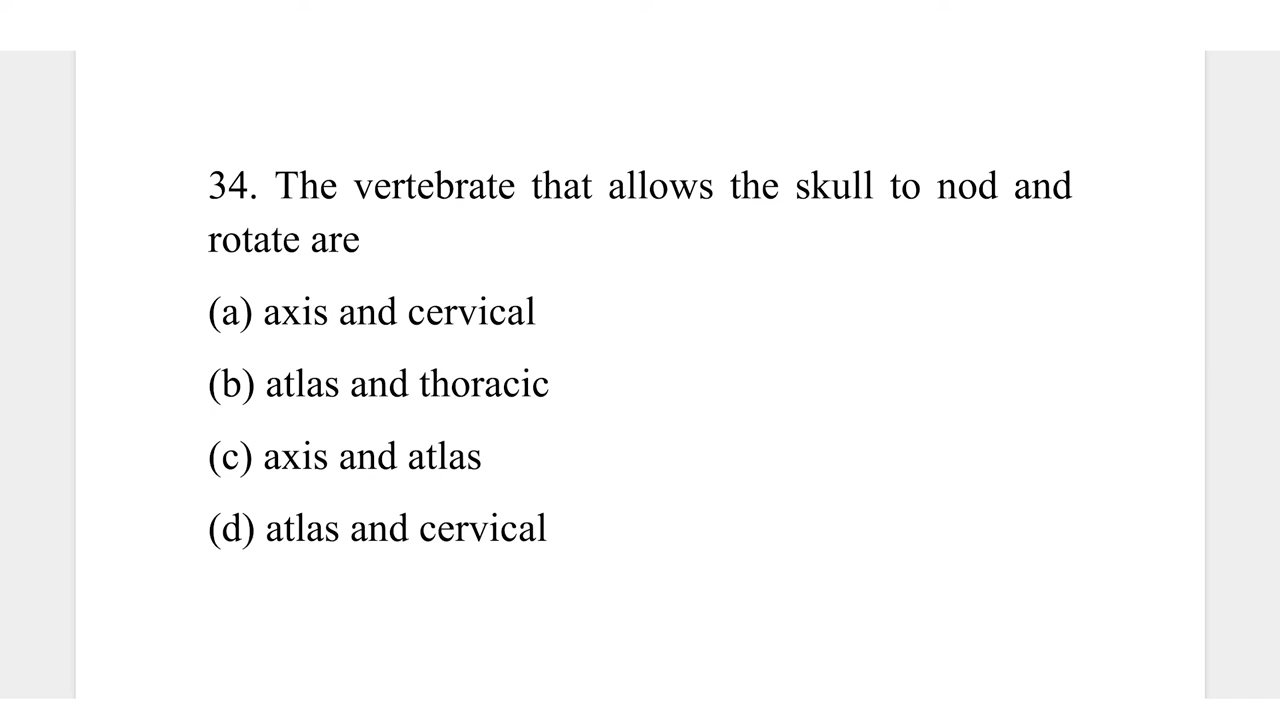 34. The vertebrate that allows the skull to nod and
rotate are
(a) axis and cervical
(b) atlas and thoracic
(c) axis and atlas
(d) atlas and cervical